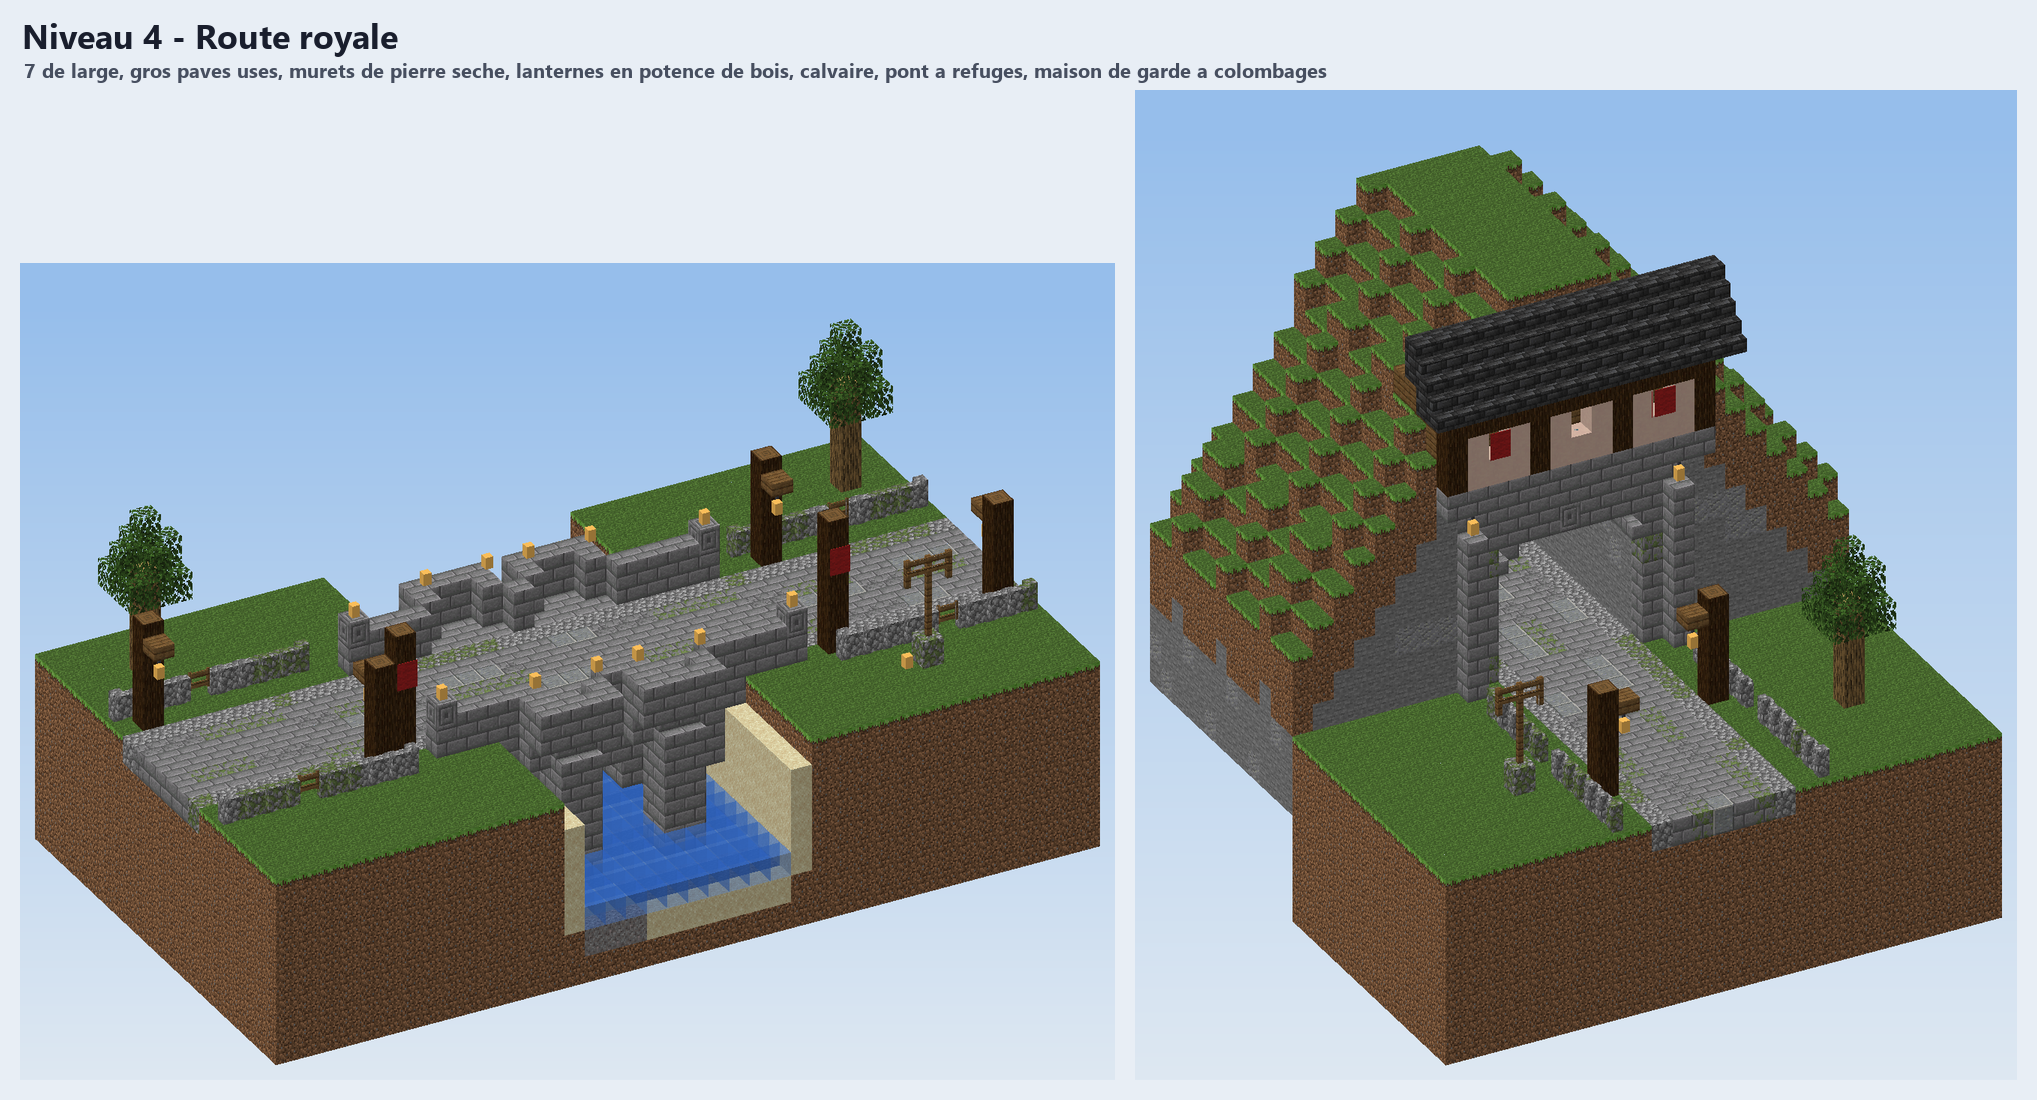 Niveau 4 - Route royale
7 de large, gros paves uses, murets de pierre seche, lanternes en potence de bois, calvaire, pont a refuges, maison de garde a colombages